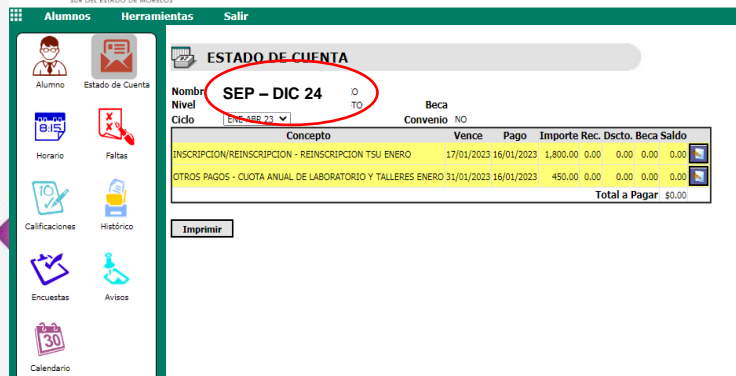 SUR DEL ESTADO DE MORELOS
Alumnos Herramientas Salir
Alumno Estado de Cuenta
8:15
Horario Faltas
10
Calificaciones Histórico
Encuestas Avisos
30
Calendario
ESTADO DE CUENTA
Nombr
SEP – DIC 24
Nivel TO Beca
Ciclo ENE-ABR 23 Convenio NO
Concepto Vence Pago Importe Rec. Dscto. Beca Saldo
INSCRIPCION/REINSCRIPCION - REINSCRIPCION TSU ENERO 17/01/2023 16/01/2023 1,800.00 0.00 0.00 0.00 0.00
OTROS PAGOS - CUOTA ANUAL DE LABORATORIO Y TALLERES ENERO 31/01/2023 16/01/2023 450.00 0.00 0.00 0.00 0.00
Total a Pagar $0.00
Imprimir